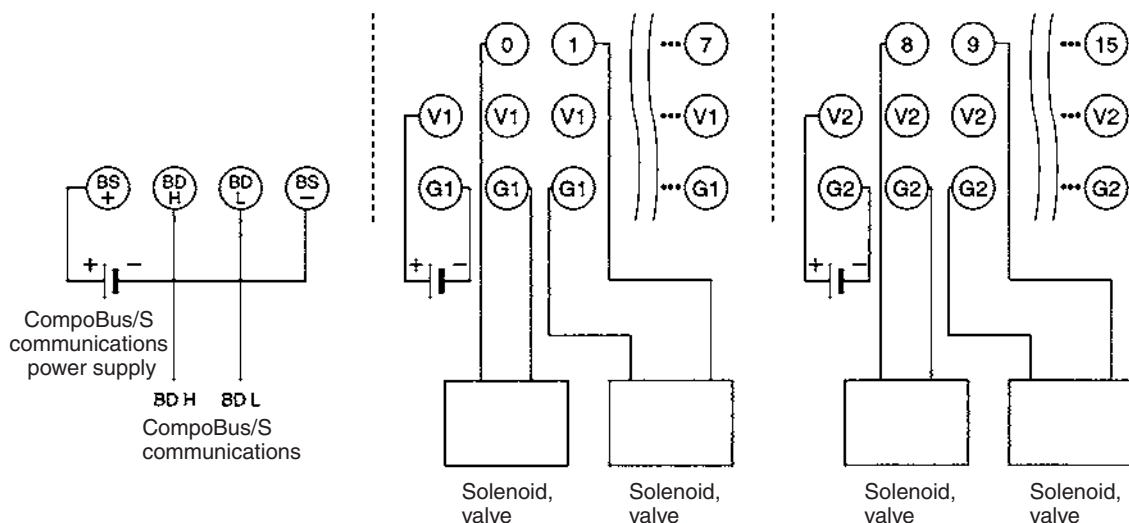 0 1 ••• 7 8 9 ••• 15
V1 V1 V1 ••• V1 V2 V2 V2 ••• V2
BS + BD H BD L BS − G1 G1 G1 ••• G1 G2 G2 G2 ••• G2
+ − + − + −
CompoBus/S
communications
power supply
BD H BD L
CompoBus/S
communications
Solenoid, Solenoid, Solenoid, Solenoid,
valve valve valve valve